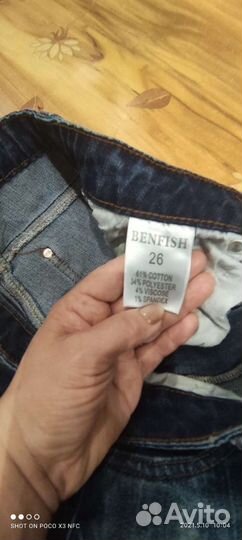 BENFISH
26
61% COTTON
34% POLYESTER
4% VISCOSE
1% SPANDEX
SHOT ON POCO X3 NFC
2021.5.10 10:04
Avito